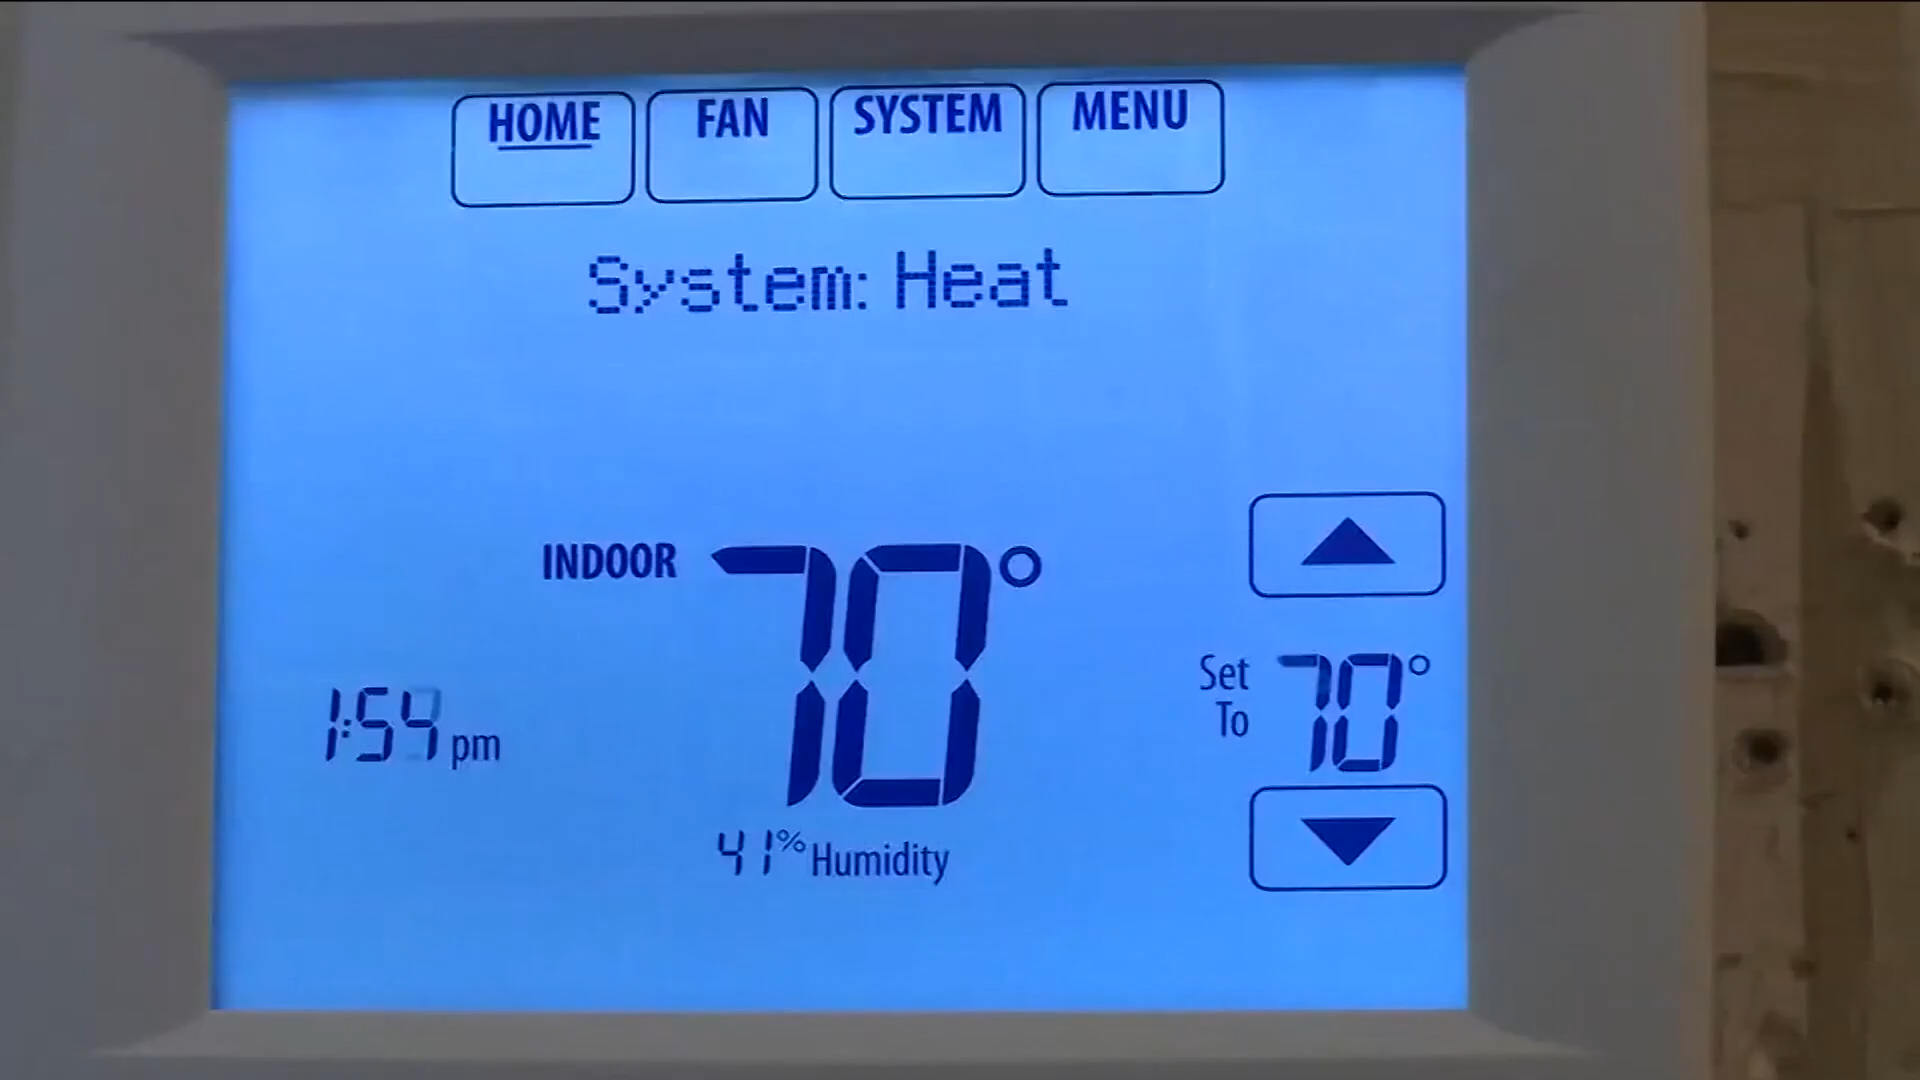 HOME FAN SYSTEM MENU
System: Heat
INDOOR 70°
Set To 70°
1:54 pm
41% Humidity